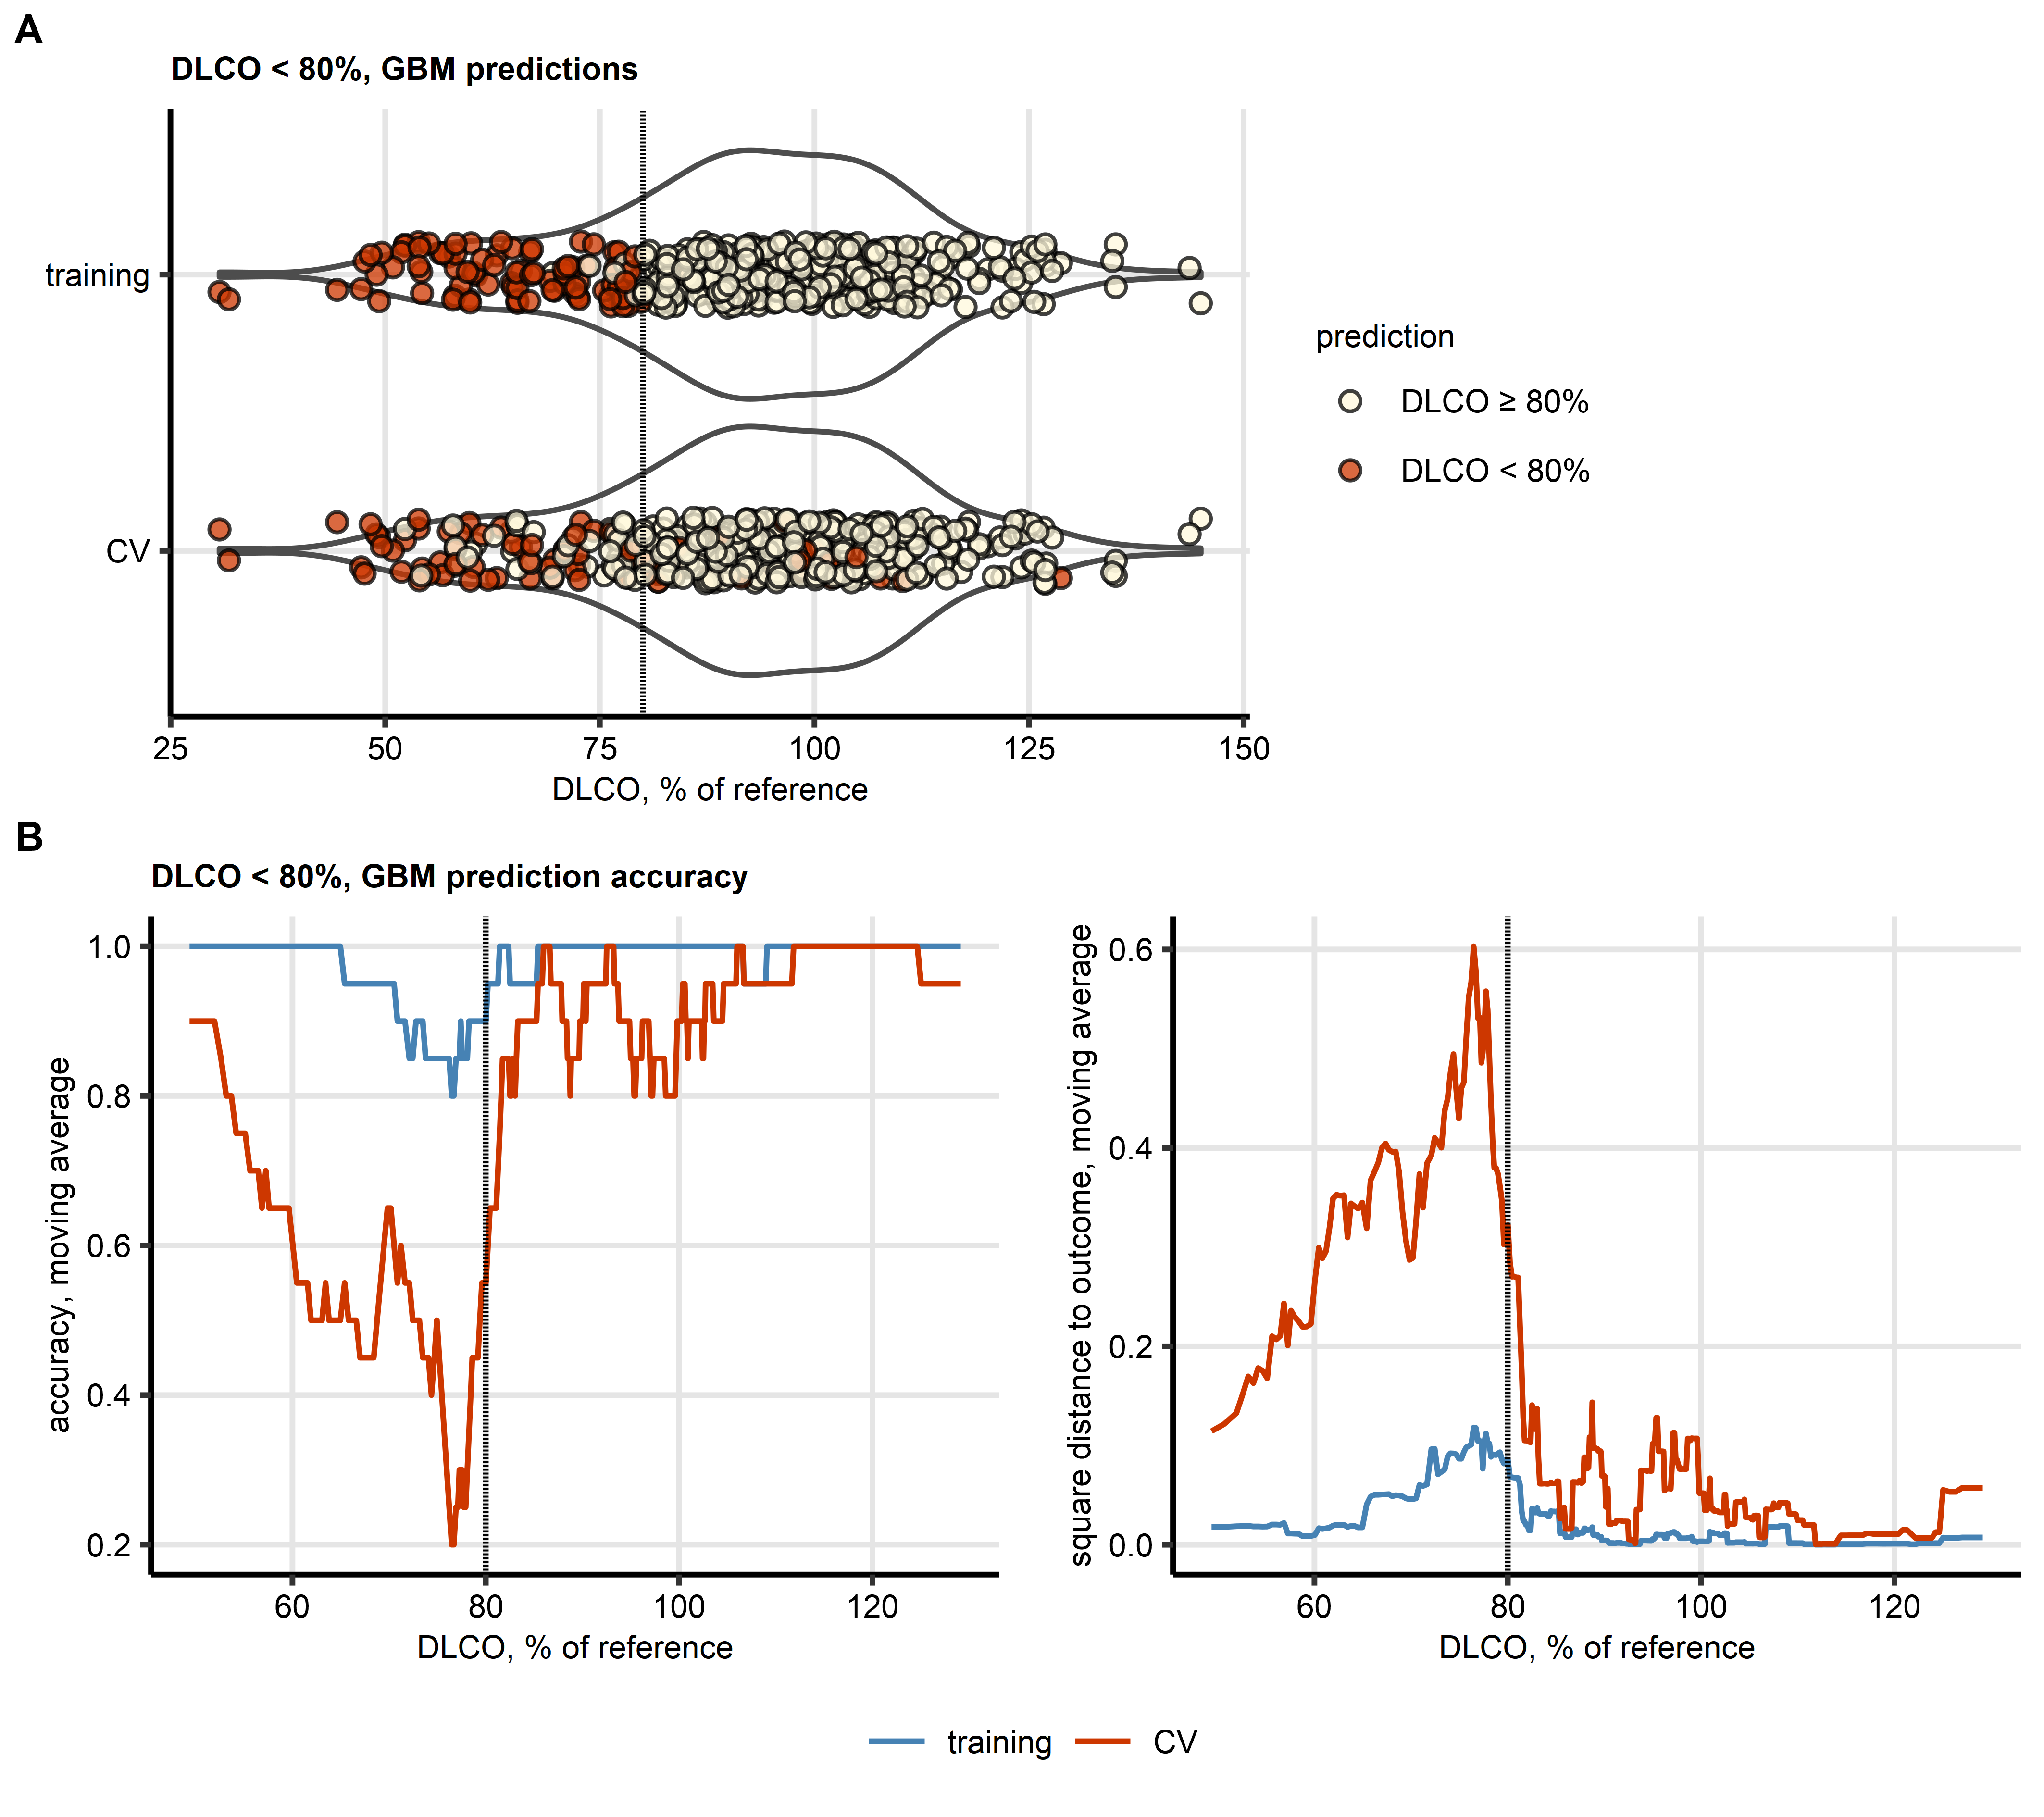 A
DLCO < 80%, GBM predictions
training
CV
25 50 75 100 125 150
DLCO, % of reference
prediction
DLCO ≥ 80%
DLCO < 80%
B
DLCO < 80%, GBM prediction accuracy
accuracy, moving average
1.0
0.8
0.6
0.4
0.2
60 80 100 120
DLCO, % of reference
square distance to outcome, moving average
0.6
0.4
0.2
0.0
60 80 100 120
DLCO, % of reference
training CV